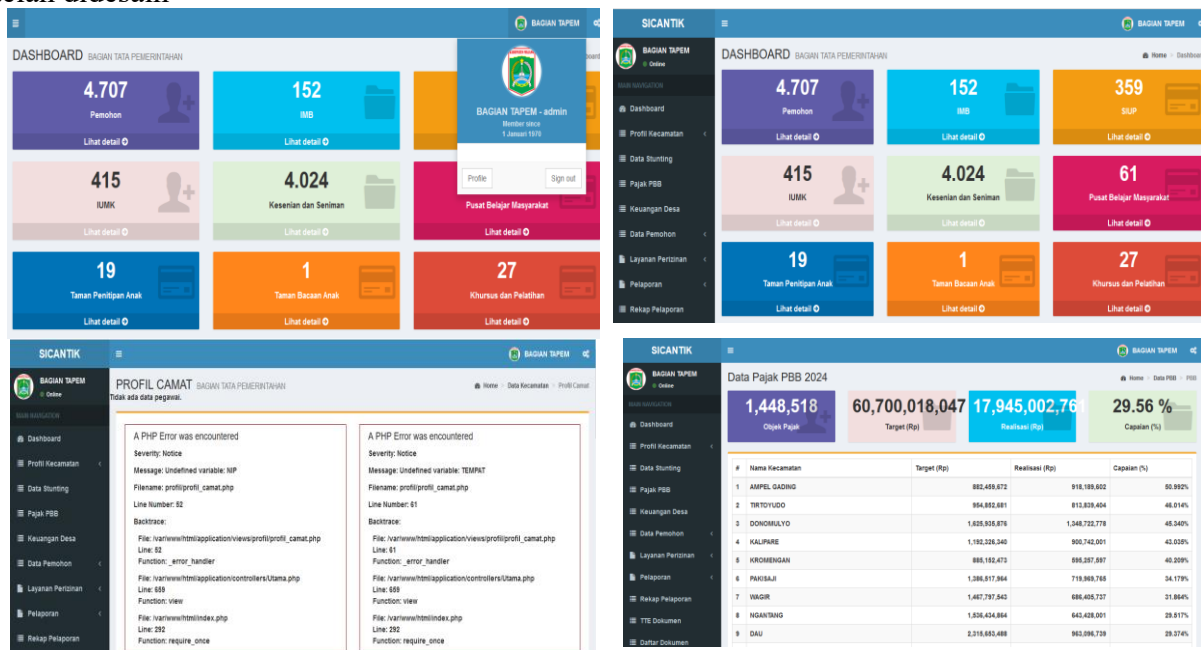 BAGIAN TAPEM
DASHBOARD BAGIAN TATA PEMERINTAHAN
4.707
Pemohon
Lihat detail
152
IMB
Lihat detail
BAGIAN TAPEM - admin
Member since
1 Januari 1970
Profile
Sign out
415
IUMK
Lihat detail
4.024
Kesenian dan Seniman
Lihat detail
Pusat Belajar Masyarakat
Lihat detail
19
Taman Penitipan Anak
Lihat detail
1
Taman Bacaan Anak
Lihat detail
27
Khursus dan Pelatihan
Lihat detail
SICANTIK
BAGIAN TAPEM
BAGIAN TAPEM
Online
MAIN NAVIGATION
Dashboard
Profil Kecamatan
Data Stunting
Pajak PBB
Keuangan Desa
Data Pemohon
Layanan Perizinan
Pelaporan
Rekap Pelaporan
DASHBOARD BAGIAN TATA PEMERINTAHAN
Home
4.707
Pemohon
Lihat detail
152
IMB
Lihat detail
359
SIUP
Lihat detail
415
IUMK
Lihat detail
4.024
Kesenian dan Seniman
Lihat detail
61
Pusat Belajar Masyarakat
Lihat detail
19
Taman Penitipan Anak
Lihat detail
1
Taman Bacaan Anak
Lihat detail
27
Khursus dan Pelatihan
Lihat detail
SICANTIK
BAGIAN TAPEM
BAGIAN TAPEM
Online
MAIN NAVIGATION
Dashboard
Profil Kecamatan
Data Stunting
Pajak PBB
Keuangan Desa
Data Pemohon
Layanan Perizinan
Pelaporan
Rekap Pelaporan
PROFIL CAMAT BAGIAN TATA PEMERINTAHAN
Home > Data Kecamatan > Profil Camat
Tidak ada data pegawai.
A PHP Error was encountered
Severity: Notice
Message: Undefined variable: NIP
Filename: profil/profil_camat.php
Line Number: 52
Backtrace:
File: /var/www/html/application/views/profil/profil_camat.php
Line: 52
Function: _error_handler
File: /var/www/html/application/controllers/Utama.php
Line: 659
Function: view
File: /var/www/html/index.php
Line: 292
Function: require_once
A PHP Error was encountered
Severity: Notice
Message: Undefined variable: TEMPAT
Filename: profil/profil_camat.php
Line Number: 61
Backtrace:
File: /var/www/html/application/views/profil/profil_camat.php
Line: 61
Function: _error_handler
File: /var/www/html/application/controllers/Utama.php
Line: 659
Function: view
File: /var/www/html/index.php
Line: 292
Function: require_once
SICANTIK
BAGIAN TAPEM
BAGIAN TAPEM
Online
MAIN NAVIGATION
Dashboard
Profil Kecamatan
Data Stunting
Pajak PBB
Keuangan Desa
Data Pemohon
Layanan Perizinan
Pelaporan
Rekap Pelaporan
TTE Dokumen
Daftar Dokumen
Data Pajak PBB 2024
Home > Data PBB > PBB
1,448,518
Objek Pajak
60,700,018,047
Target (Rp)
17,945,002,761
Realisasi (Rp)
29.56 %
Capaian (%)
# Nama Kecamatan Target (Rp) Realisasi (Rp) Capaian (%)
1 AMPEL GADING 882,459,672 918,189,602 50.992%
2 TIRTOYUDO 954,852,681 813,839,404 46.014%
3 DONOMULYO 1,625,935,876 1,348,722,778 45.340%
4 KALIPARE 1,192,326,340 900,742,001 43.035%
5 KROMENGAN 885,152,473 595,257,597 40.209%
6 PAKISAJI 1,386,517,964 719,969,765 34.179%
7 WAGIR 1,467,797,543 686,405,737 31.864%
8 NGANTANG 1,536,434,864 643,428,001 29.517%
9 DAU 2,315,653,488 963,096,739 29.374%